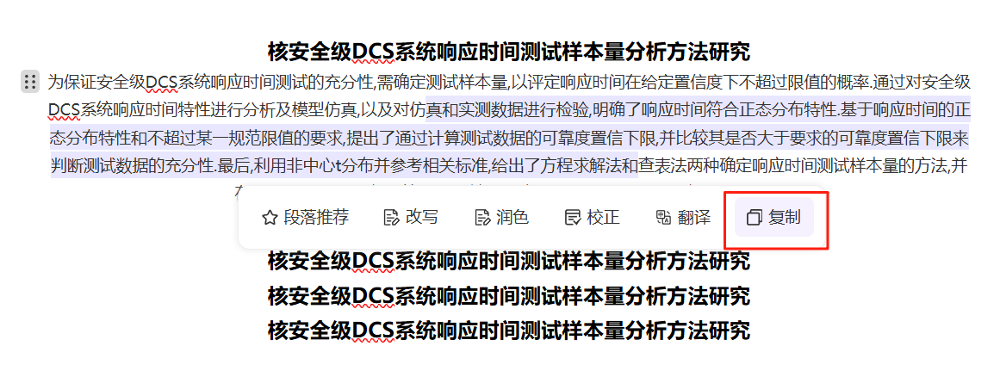 核安全级DCS系统响应时间测试样本量分析方法研究
为保证安全级DCS系统响应时间测试的充分性,需确定测试样本量,以评定响应时间在给定置信度下不超过限值的概率.通过对安全级
DCS系统响应时间特性进行分析及模型仿真,以及对仿真和实测数据进行检验,明确了响应时间符合正态分布特性.基于响应时间的正
态分布特性和不超过某一规范限值的要求,提出了通过计算测试数据的可靠度置信下限,并比较其是否大于要求的可靠度置信下限来
判断测试数据的充分性.最后,利用非中心t分布并参考相关标准,给出了方程求解法和查表法两种确定响应时间测试样本量的方法,并
段落推荐 改写 润色 校正 翻译 复制
核安全级DCS系统响应时间测试样本量分析方法研究
核安全级DCS系统响应时间测试样本量分析方法研究
核安全级DCS系统响应时间测试样本量分析方法研究